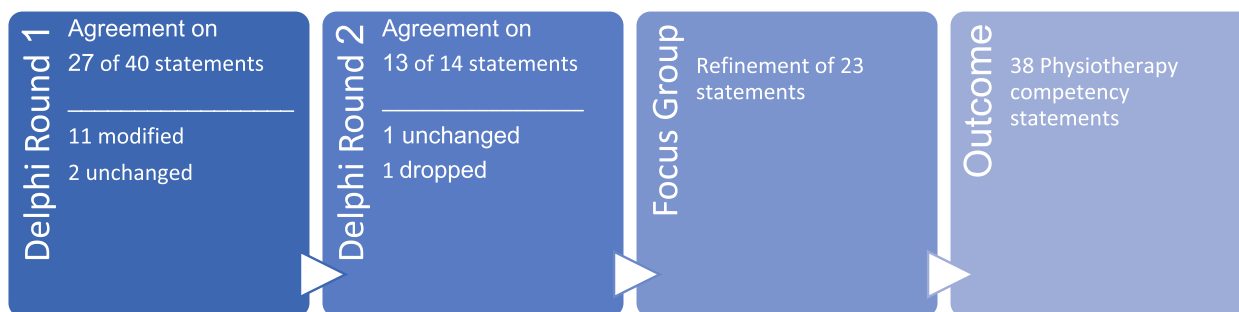 Delphi Round 1
Agreement on
27 of 40 statements
11 modified
2 unchanged
Delphi Round 2
Agreement on
13 of 14 statements
1 unchanged
1 dropped
Focus Group
Refinement of 23
statements
Outcome
38 Physiotherapy
competency
statements